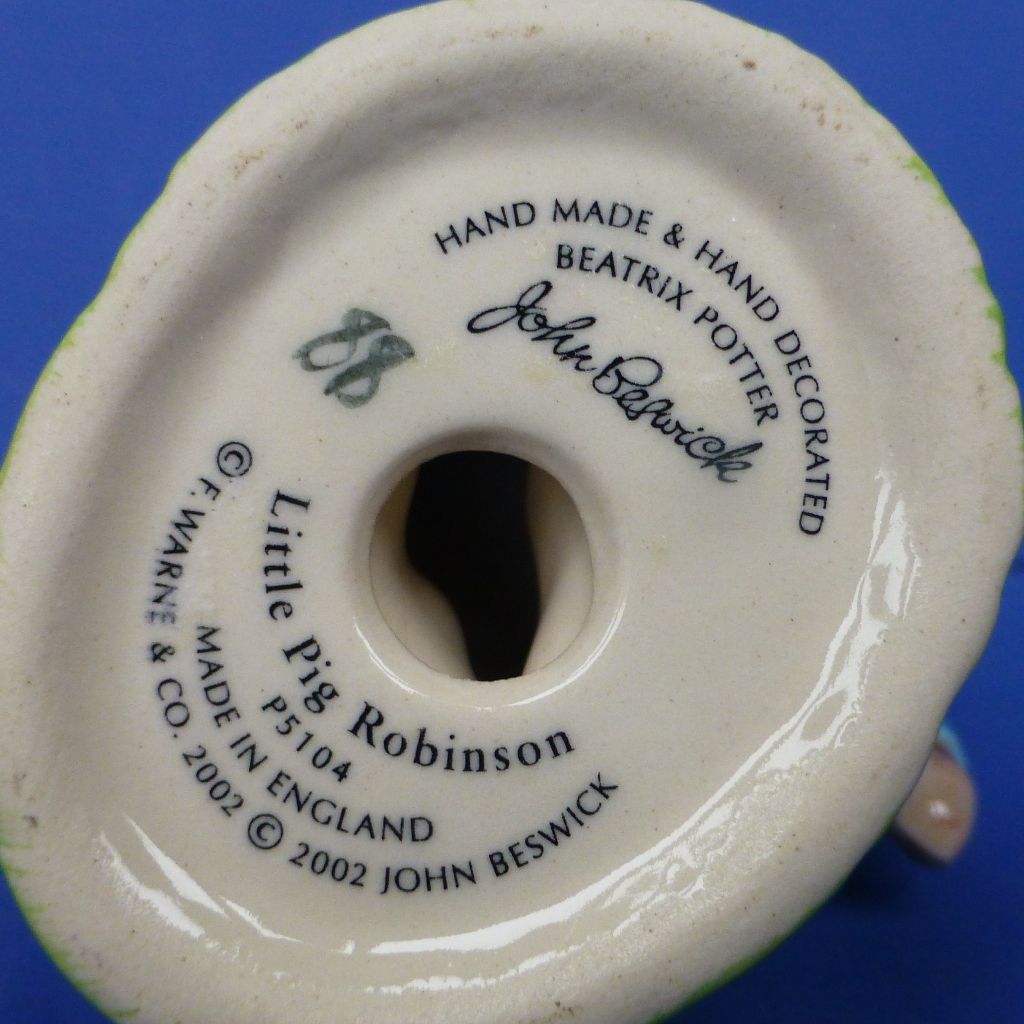 HAND MADE & HAND DECORATED
BEATRIX POTTER
John Beswick
Little Pig Robinson
P5104
MADE IN ENGLAND
© F. WARNE & CO. 2002 © 2002 JOHN BESWICK